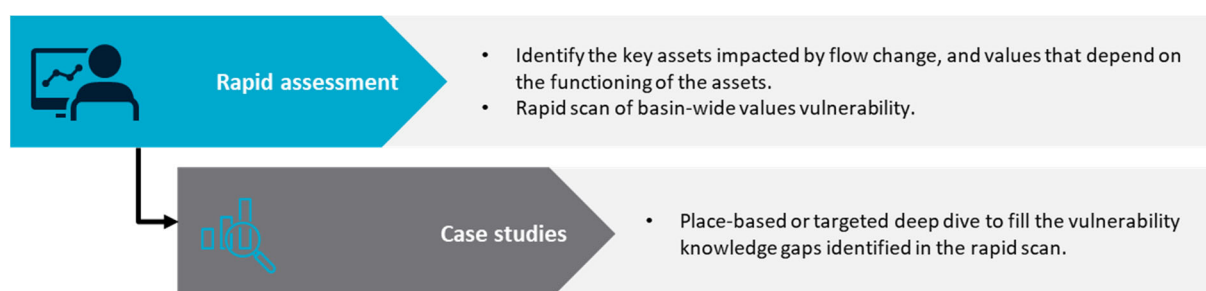 Rapid assessment
• Identify the key assets impacted by flow change, and values that depend on
the functioning of the assets.
• Rapid scan of basin-wide values vulnerability.
Case studies
• Place-based or targeted deep dive to fill the vulnerability
knowledge gaps identified in the rapid scan.